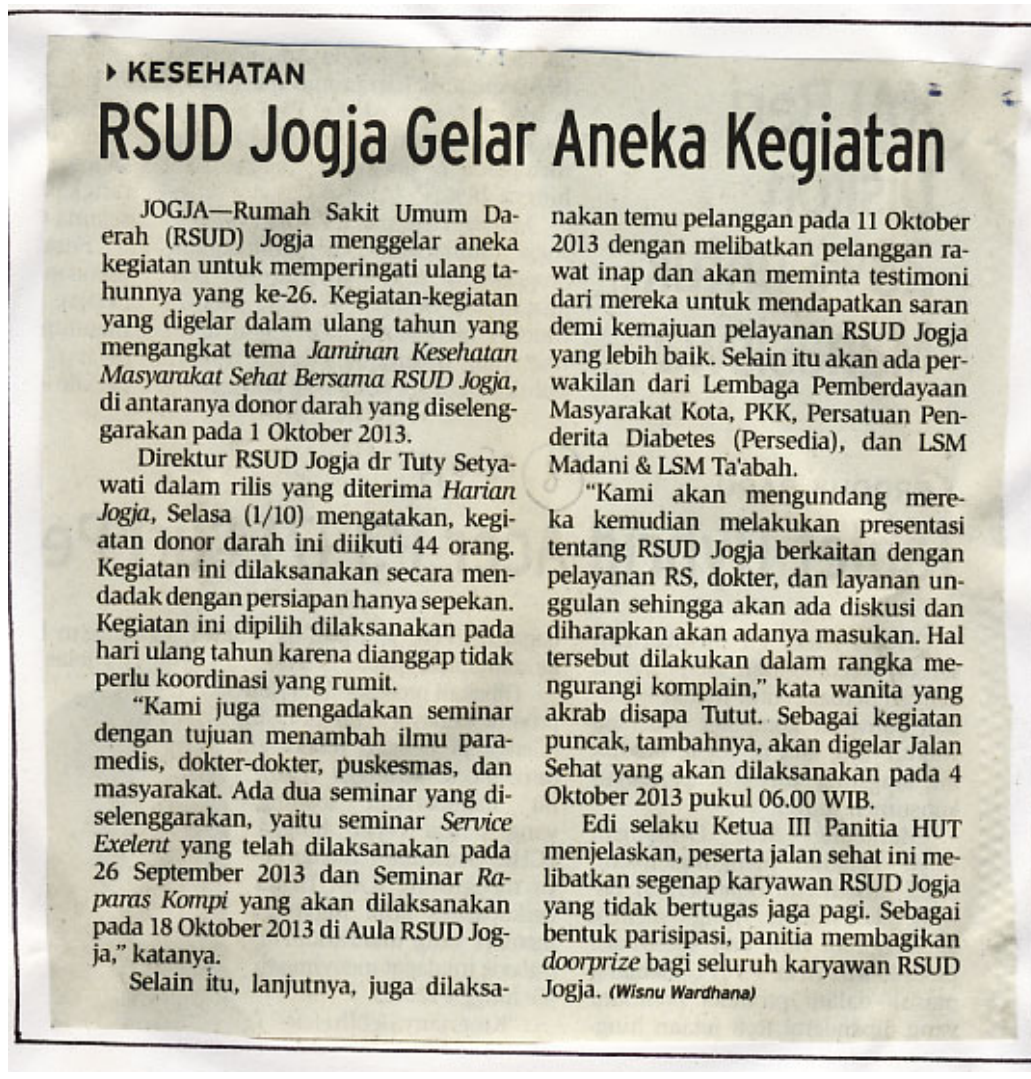 ▸ KESEHATAN
RSUD Jogja Gelar Aneka Kegiatan
JOGJA—Rumah Sakit Umum Da-
erah (RSUD) Jogja menggelar aneka
kegiatan untuk memperingati ulang ta-
hunnya yang ke-26. Kegiatan-kegiatan
yang digelar dalam ulang tahun yang
mengangkat tema Jaminan Kesehatan
Masyarakat Sehat Bersama RSUD Jogja,
di antaranya donor darah yang diseleng-
garakan pada 1 Oktober 2013.
Direktur RSUD Jogja dr Tuty Setya-
wati dalam rilis yang diterima Harian
Jogja, Selasa (1/10) mengatakan, kegi-
atan donor darah ini diikuti 44 orang.
Kegiatan ini dilaksanakan secara men-
dadak dengan persiapan hanya sepekan.
Kegiatan ini dipilih dilaksanakan pada
hari ulang tahun karena dianggap tidak
perlu koordinasi yang rumit.
“Kami juga mengadakan seminar
dengan tujuan menambah ilmu para-
medis, dokter-dokter, puskesmas, dan
masyarakat. Ada dua seminar yang di-
selenggarakan, yaitu seminar Service
Exelent yang telah dilaksanakan pada
26 September 2013 dan Seminar Ra-
paras Kompi yang akan dilaksanakan
pada 18 Oktober 2013 di Aula RSUD Jog-
ja,” katanya.
Selain itu, lanjutnya, juga dilaksa-
nakan temu pelanggan pada 11 Oktober
2013 dengan melibatkan pelanggan ra-
wat inap dan akan meminta testimoni
dari mereka untuk mendapatkan saran
demi kemajuan pelayanan RSUD Jogja
yang lebih baik. Selain itu akan ada per-
wakilan dari Lembaga Pemberdayaan
Masyarakat Kota, PKK, Persatuan Pen-
derita Diabetes (Persedia), dan LSM
Madani & LSM Ta'abah.
“Kami akan mengundang mere-
ka kemudian melakukan presentasi
tentang RSUD Jogja berkaitan dengan
pelayanan RS, dokter, dan layanan un-
ggulan sehingga akan ada diskusi dan
diharapkan akan adanya masukan. Hal
tersebut dilakukan dalam rangka me-
ngurangi komplain,” kata wanita yang
akrab disapa Tutut. Sebagai kegiatan
puncak, tambahnya, akan digelar Jalan
Sehat yang akan dilaksanakan pada 4
Oktober 2013 pukul 06.00 WIB.
Edi selaku Ketua III Panitia HUT
menjelaskan, peserta jalan sehat ini me-
libatkan segenap karyawan RSUD Jogja
yang tidak bertugas jaga pagi. Sebagai
bentuk parisipasi, panitia membagikan
doorprize bagi seluruh karyawan RSUD
Jogja. (Wisnu Wardhana)